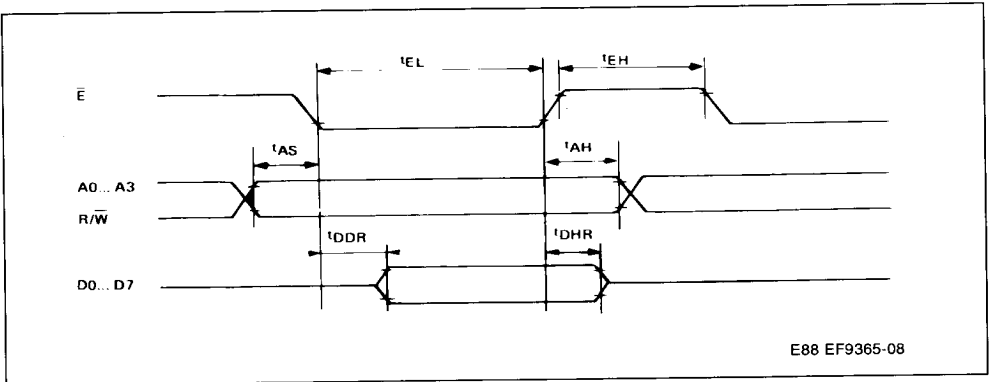 tEL
tEH
E̅
tAS
tAH
A0... A3
R/W̅
tDDR
tDHR
D0... D7
E88 EF9365-08